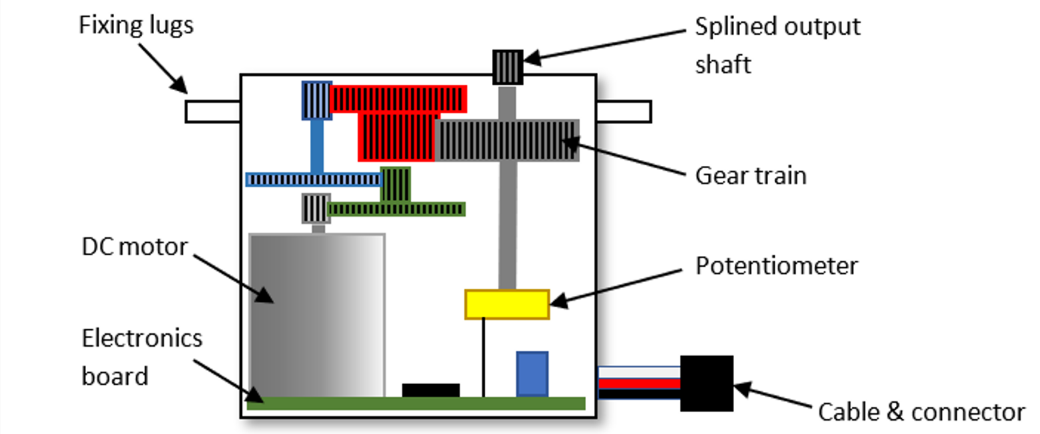 Fixing lugs
Splined output
shaft
Gear train
DC motor
Potentiometer
Electronics
board
Cable & connector